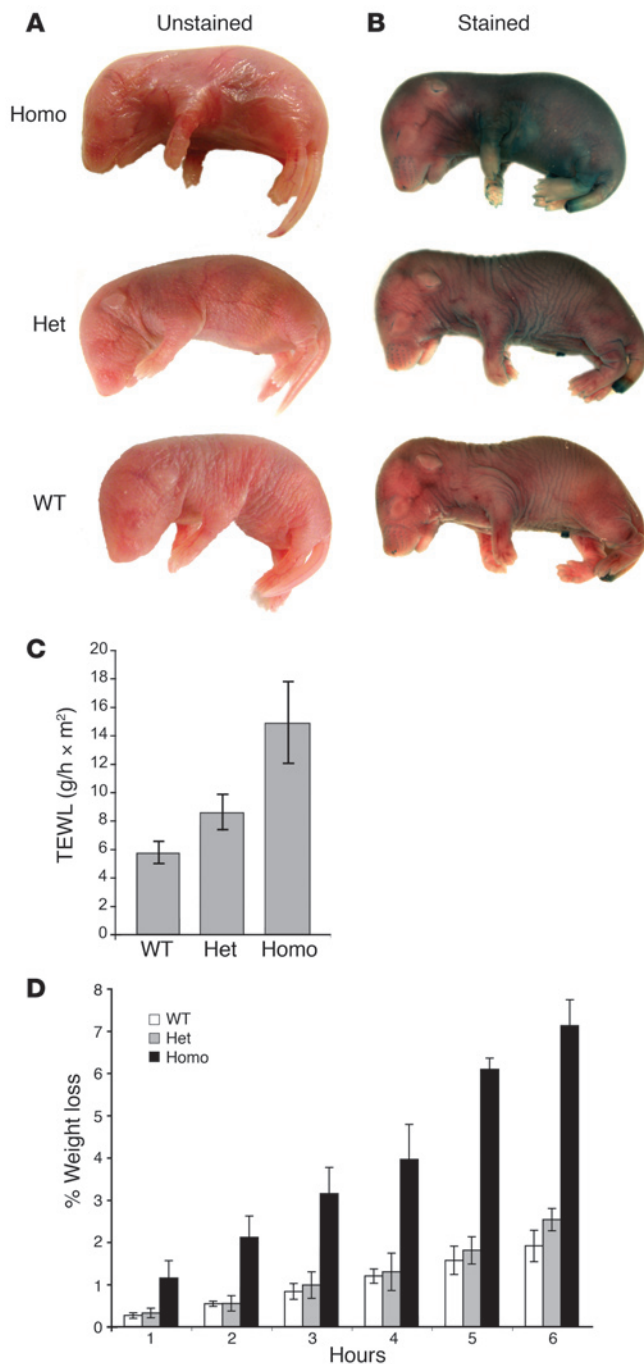 A Unstained B Stained
Homo
Het
WT
C
20
18
16
14
12
10
8
6
4
2
0
TEWL (g/h × m²)
WT Het Homo
D
8
7
6
5
4
3
2
1
0
% Weight loss
WT
Het
Homo
1 2 3 4 5 6
Hours